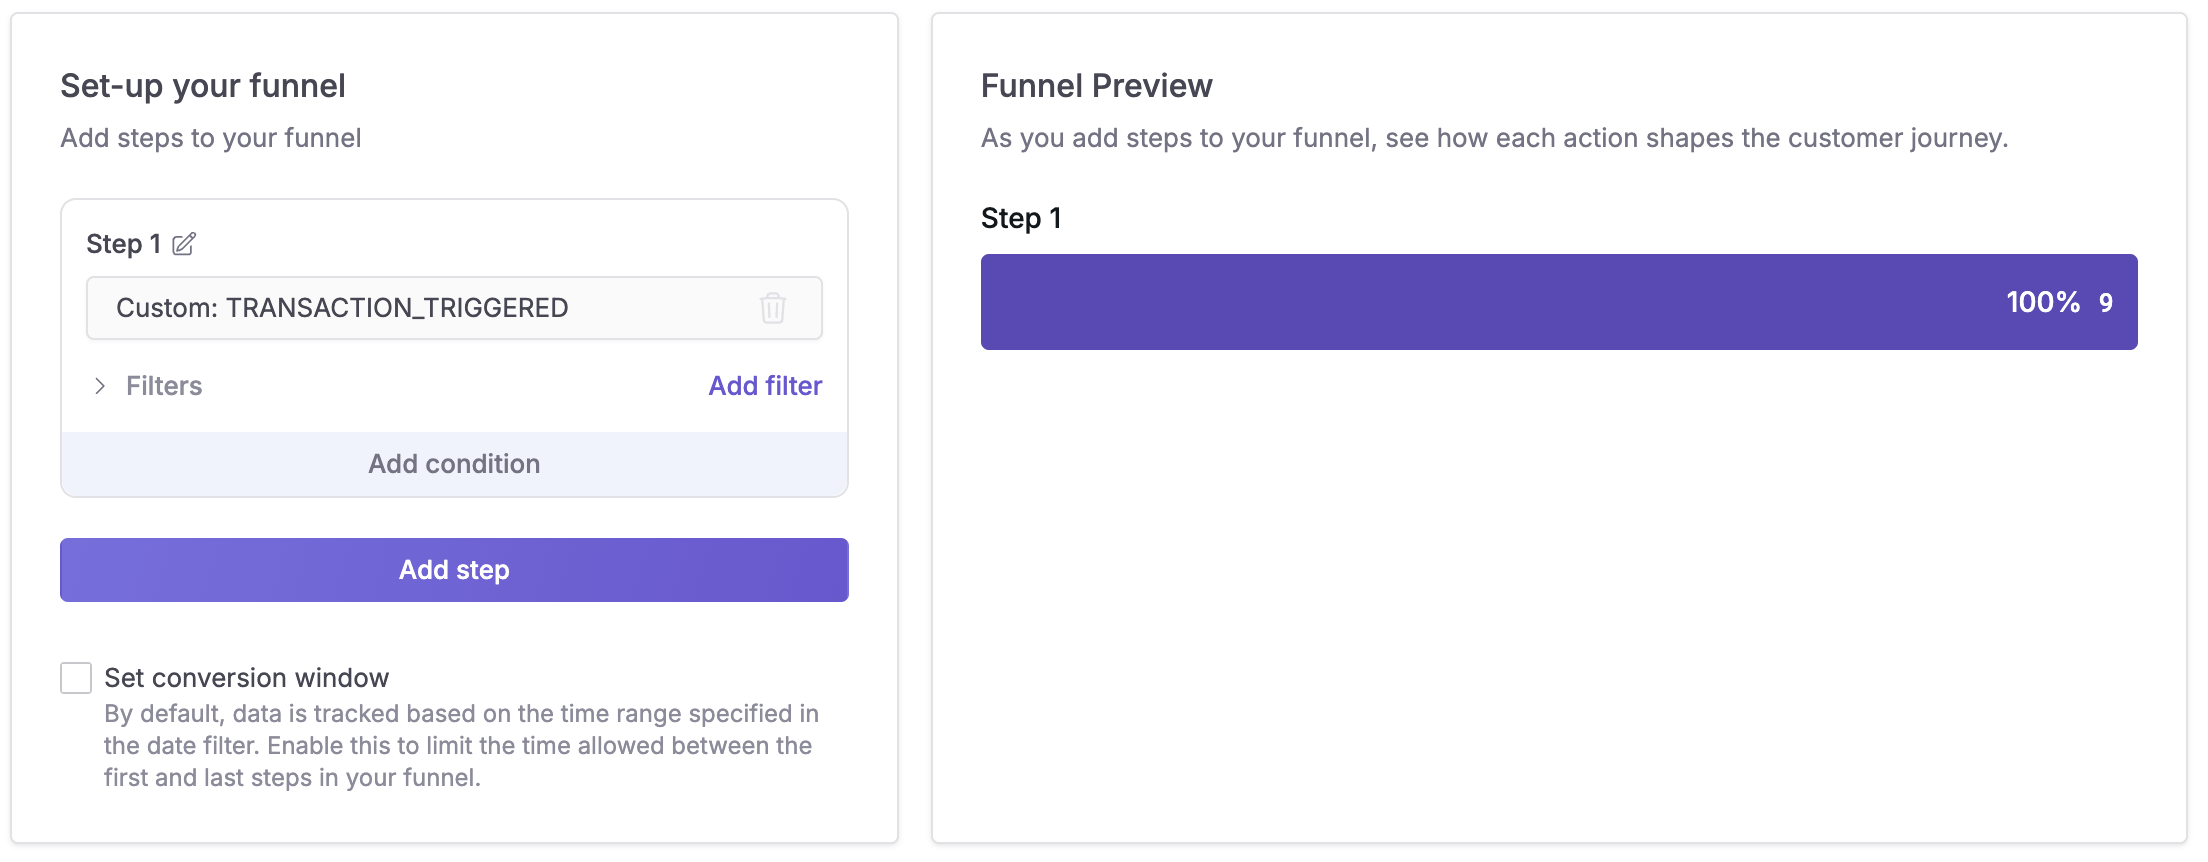 Set-up your funnel
Add steps to your funnel
Step 1
Custom: TRANSACTION_TRIGGERED
Filters
Add filter
Add condition
Add step
Set conversion window
By default, data is tracked based on the time range specified in
the date filter. Enable this to limit the time allowed between the
first and last steps in your funnel.
Funnel Preview
As you add steps to your funnel, see how each action shapes the customer journey.
Step 1
100% 9